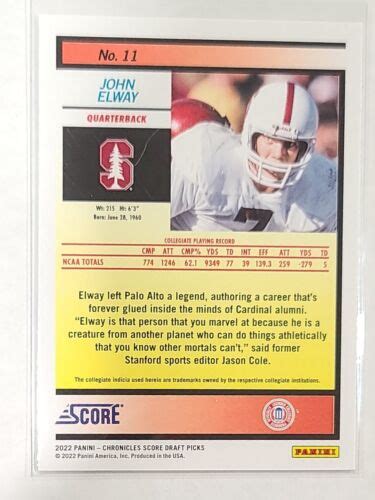 No. 11
JOHN
ELWAY
QUARTERBACK
S
Wt: 215 Ht: 6'3"
Born: June 28, 1960
7
COLLEGIATE PLAYING RECORD
CMP ATT CMP% YDS TD INT EFF ATT YDS TD
NCAA TOTALS 774 1246 62.1 9349 77 39 139.3 259 -279 5
Elway left Palo Alto a legend, authoring a career that's
forever glued inside the minds of Cardinal alumni.
"Elway is that person that you marvel at because he is a
creature from another planet who can do things athletically
that you know other mortals can't," said former
Stanford sports editor Jason Cole.
The collegiate indicia used herein are trademarks owned by the respective collegiate institutions.
SCORE
2022 PANINI – CHRONICLES SCORE DRAFT PICKS
© 2022 Panini America, Inc. Produced in the USA.
PANINI